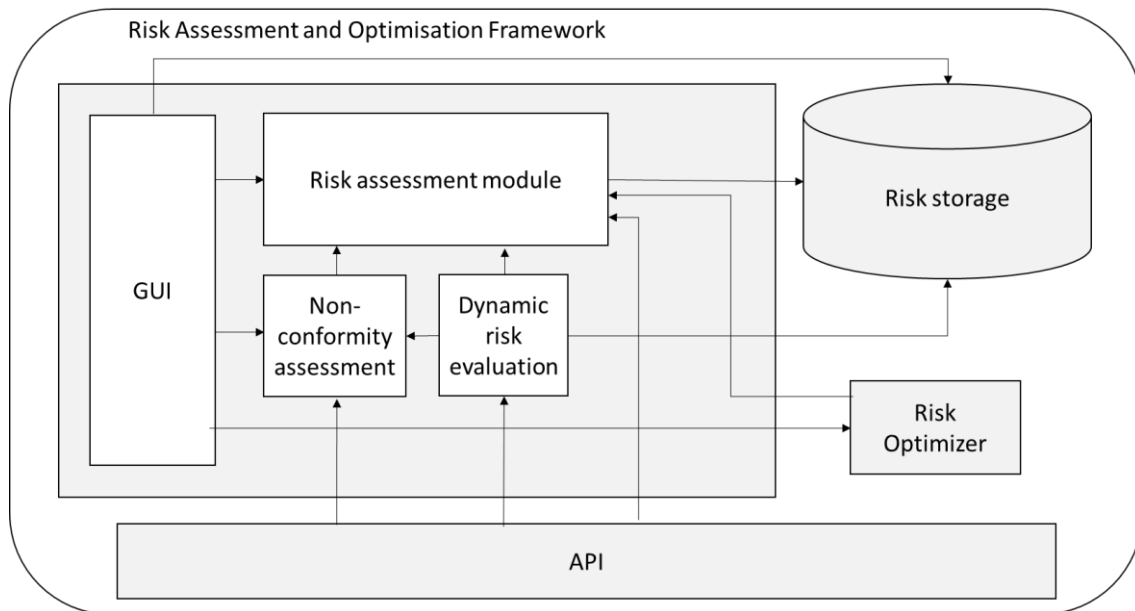 Risk Assessment and Optimisation Framework
Risk assessment module
Risk storage
GUI
Non-
conformity
assessment
Dynamic
risk
evaluation
Risk
Optimizer
API